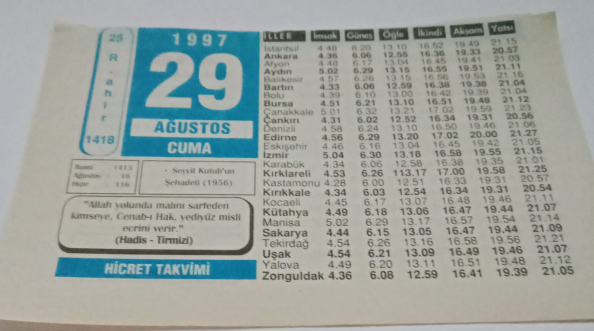 25
R
.
a
h
i
r
1418
1997
29
AĞUSTOS
CUMA
Rumi 1413
Ağustos 16
Hızır 116
· Seyyit Kutub'un
Şehadeti (1956)
"Allah yolunda malını sarfeden
kimseye, Cenab-ı Hak, yediyüz misli
ecrini verir."
(Hadis - Tirmizi)
HİCRET TAKVİMİ
İLLER İmsak Güneş Öğle İkindi Akşam Yatsı
İstanbul 4.48 6.20 13.10 16.52 19.49 21.15
Ankara 4.36 6.06 12.55 16.36 19.33 20.57
Afyon 4.48 6.17 13.04 16.45 19.41 21.03
Aydın 5.02 6.29 13.15 16.55 19.51 21.11
Balıkesir 4.57 6.26 13.15 16.56 19.53 21.16
Bartın 4.33 6.06 12.59 16.38 19.38 21.04
Bolu 4.39 6.10 13.00 16.42 19.39 21.04
Bursa 4.51 6.21 13.10 16.51 19.48 21.12
Çanakkale 5.01 6.32 13.21 17.02 19.59 21.23
Çankırı 4.31 6.02 12.52 16.34 19.31 20.56
Denizli 4.58 6.24 13.10 16.50 19.46 21.06
Edirne 4.56 6.29 13.20 17.02 20.00 21.27
Eskişehir 4.46 6.16 13.04 16.45 19.42 21.05
İzmir 5.04 6.30 13.18 16.58 19.55 21.15
Karabük 4.34 6.06 12.58 16.38 19.35 21.01
Kırklareli 4.53 6.26 113.17 17.00 19.58 21.25
Kastamonu 4.28 6.00 12.51 16.33 19.31 20.57
Kırıkkale 4.34 6.03 12.54 16.34 19.31 20.54
Kocaeli 4.45 6.17 13.07 16.48 19.46 21.11
Kütahya 4.49 6.18 13.06 16.47 19.44 21.07
Manisa 5.02 6.29 13.17 16.57 19.54 21.14
Sakarya 4.44 6.15 13.05 16.47 19.44 21.09
Tekirdağ 4.54 6.26 13.16 16.58 19.56 21.21
Uşak 4.54 6.21 13.09 16.49 19.46 21.07
Yalova 4.49 6.20 13.11 16.51 19.48 21.12
Zonguldak 4.36 6.08 12.59 16.41 19.39 21.05